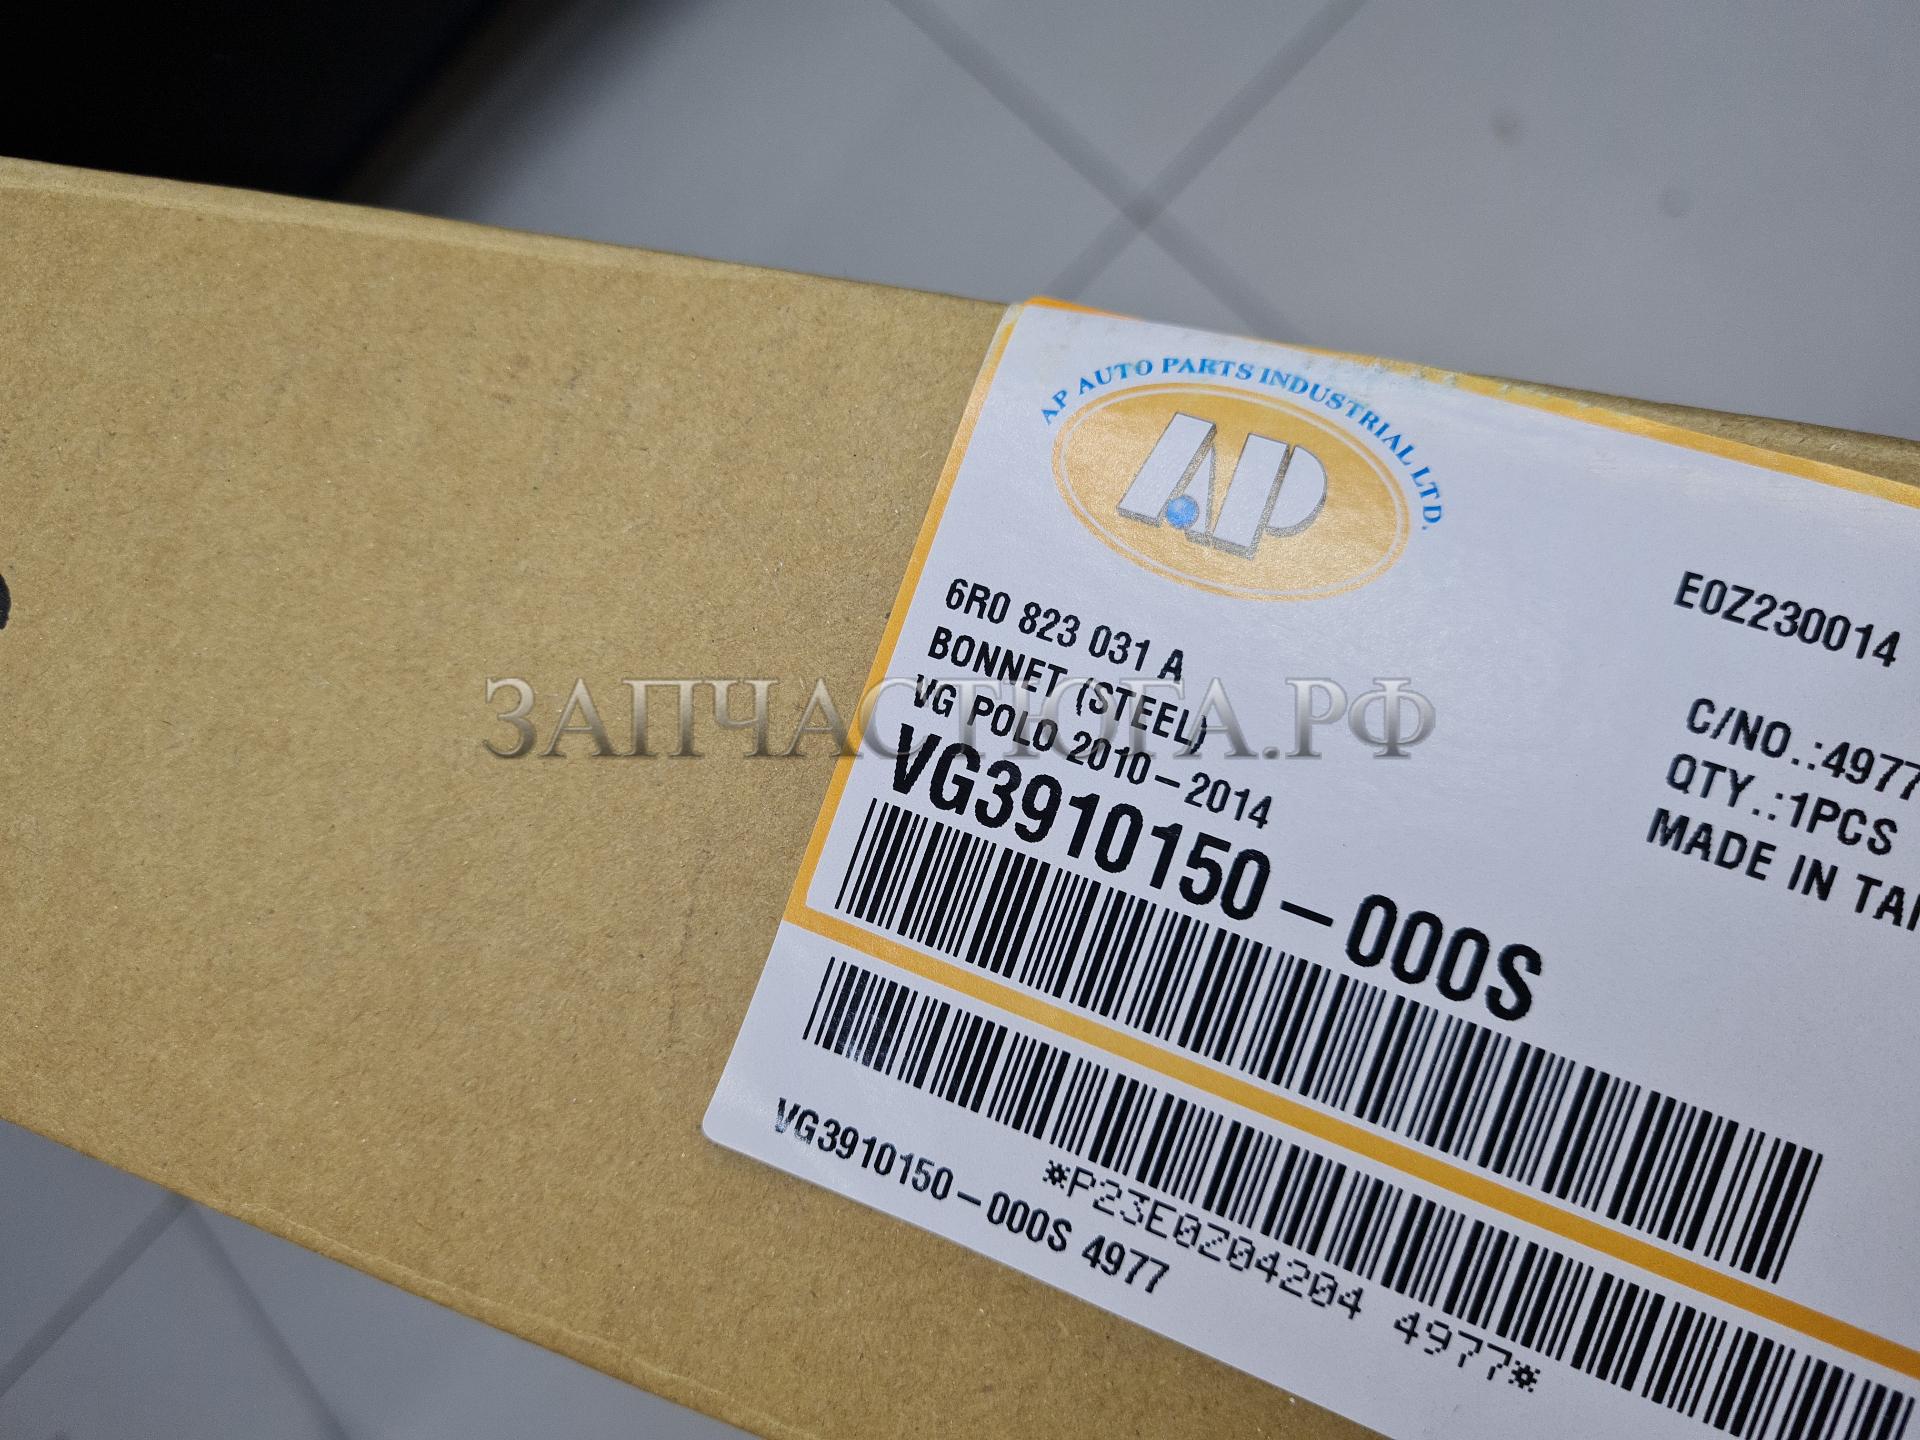 AP AUTO PARTS INDUSTRIAL LTD.
AP
6R0 823 031 A
BONNET (STEEL)
VG POLO 2010-2014
VG3910150-000S
E0Z230014
C/NO.:4977
QTY.:1PCS
MADE IN
*P23E0Z04204 4977*
VG3910150-000S 4977
ЗАПЧАСТЮГА.РФ